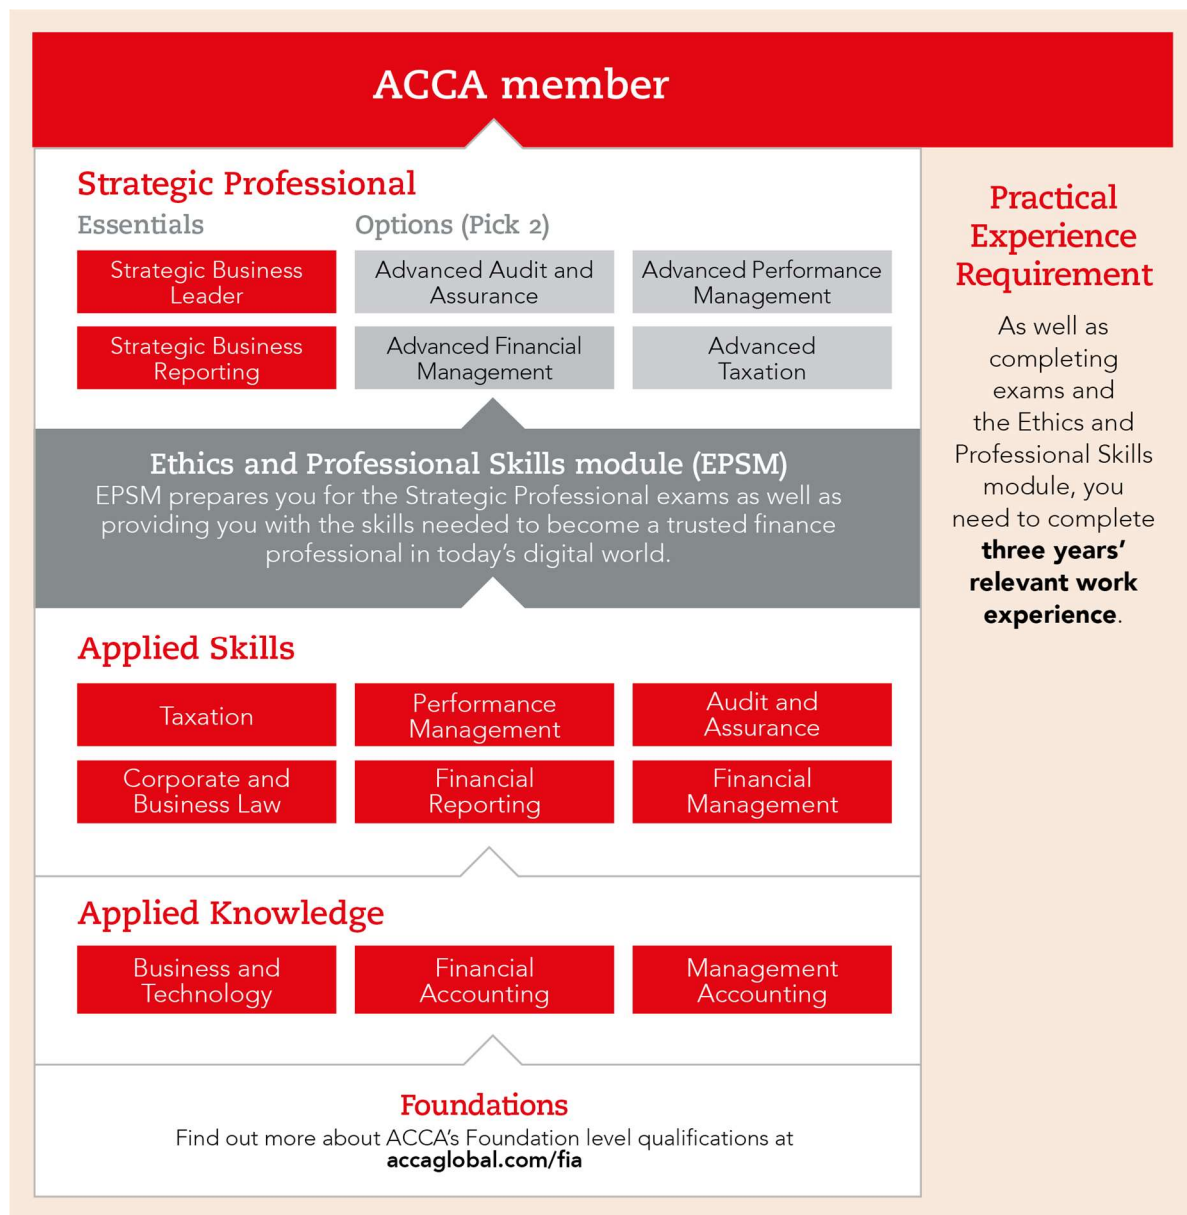 ACCA member
Strategic Professional
Essentials
Options (Pick 2)
Strategic Business
Leader
Advanced Audit and
Assurance
Advanced Performance
Management
Strategic Business
Reporting
Advanced Financial
Management
Advanced
Taxation
Ethics and Professional Skills module (EPSM)
EPSM prepares you for the Strategic Professional exams as well as
providing you with the skills needed to become a trusted finance
professional in today’s digital world.
Applied Skills
Taxation
Performance
Management
Audit and
Assurance
Corporate and
Business Law
Financial
Reporting
Financial
Management
Applied Knowledge
Business and
Technology
Financial
Accounting
Management
Accounting
Foundations
Find out more about ACCA’s Foundation level qualifications at
accaglobal.com/fia
Practical
Experience
Requirement
As well as
completing
exams and
the Ethics and
Professional Skills
module, you
need to complete
three years’
relevant work
experience.